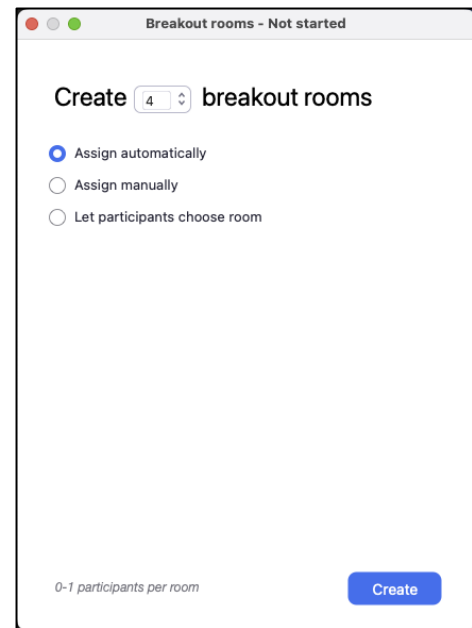 Breakout rooms - Not started
Create 4 breakout rooms
Assign automatically
Assign manually
Let participants choose room
0-1 participants per room
Create